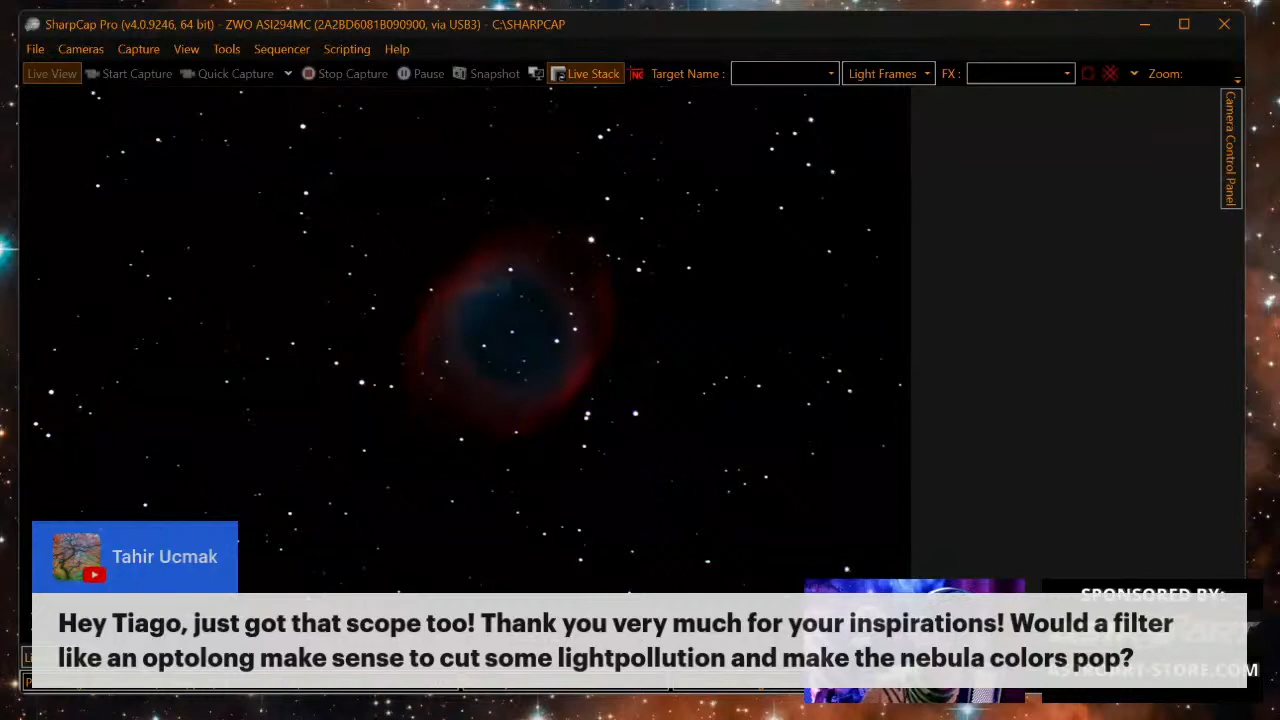 SharpCap Pro (v4.0.9246, 64 bit) - ZWO ASI294MC (2A2BD6081B090900, via USB3) - C:\SHARPCAP
File Cameras Capture View Tools Sequencer Scripting Help
Live View Start Capture Quick Capture Stop Capture Pause Snapshot Live Stack NC Target Name : Light Frames FX : Zoom:
Camera Control Panel
Tahir Ucmak
SPONSORED BY:
Hey Tiago, just got that scope too! Thank you very much for your inspirations! Would a filter
like an optolong make sense to cut some lightpollution and make the nebula colors pop?